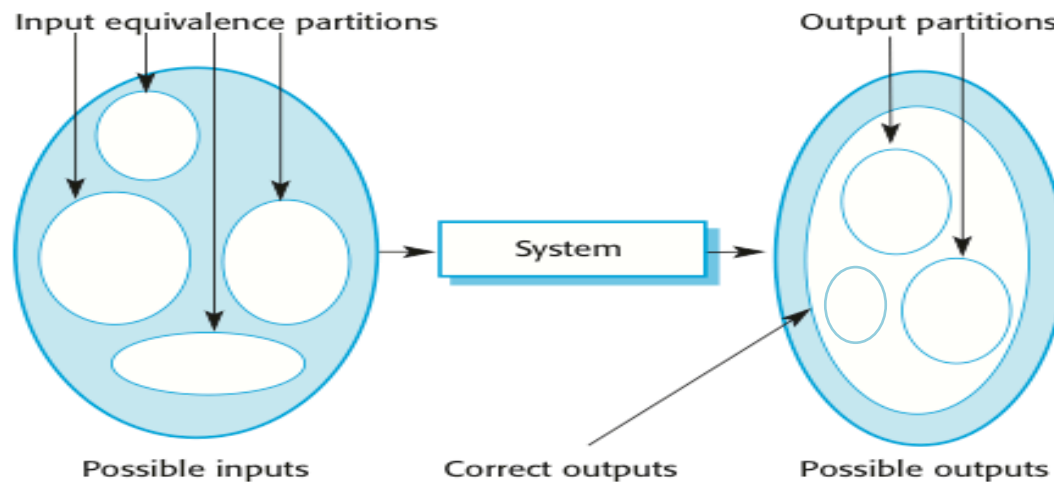 Input equivalence partitions
Output partitions
System
Possible inputs
Correct outputs
Possible outputs